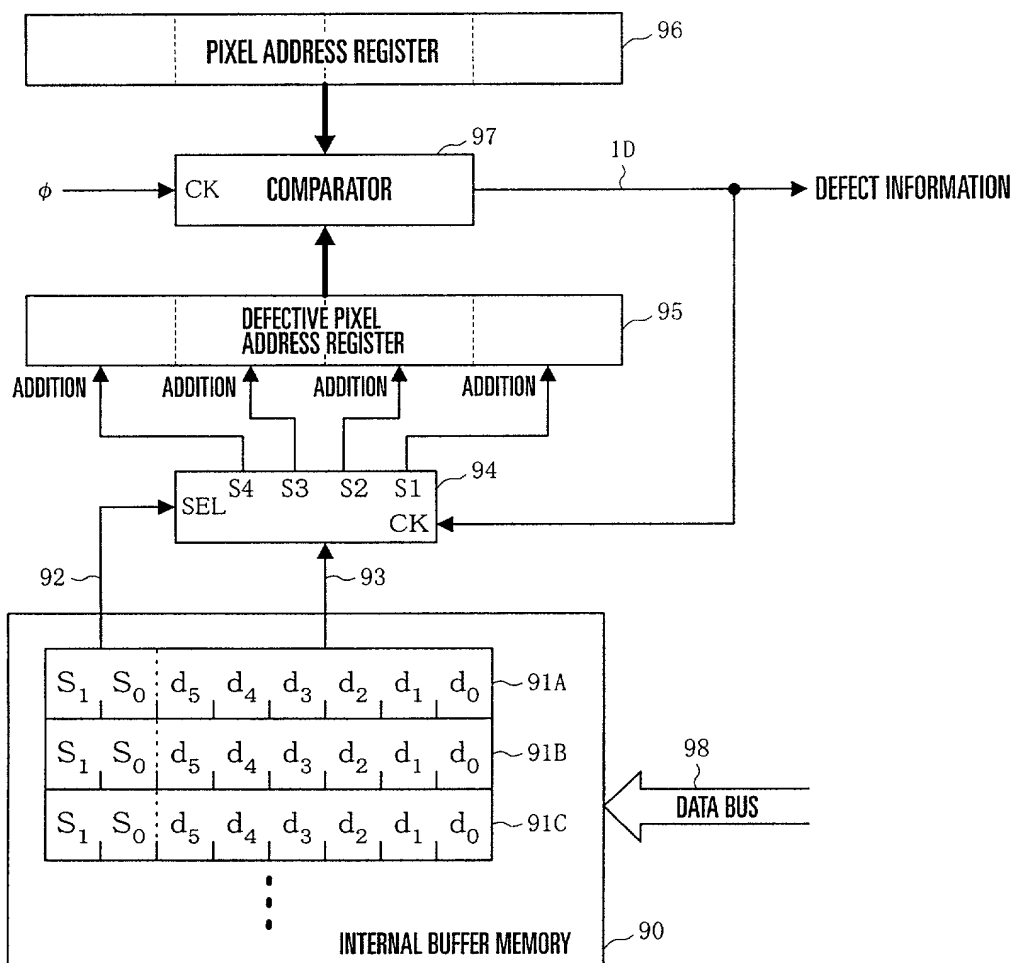 PIXEL ADDRESS REGISTER
96
97
φ
CK
COMPARATOR
1D
DEFECT INFORMATION
DEFECTIVE PIXEL
ADDRESS REGISTER
95
ADDITION ADDITION ADDITION ADDITION
S4 S3 S2 S1
94
SEL
CK
92
93
S1 S0 d5 d4 d3 d2 d1 d0
91A
S1 S0 d5 d4 d3 d2 d1 d0
91B
S1 S0 d5 d4 d3 d2 d1 d0
91C
98
DATA BUS
INTERNAL BUFFER MEMORY
90